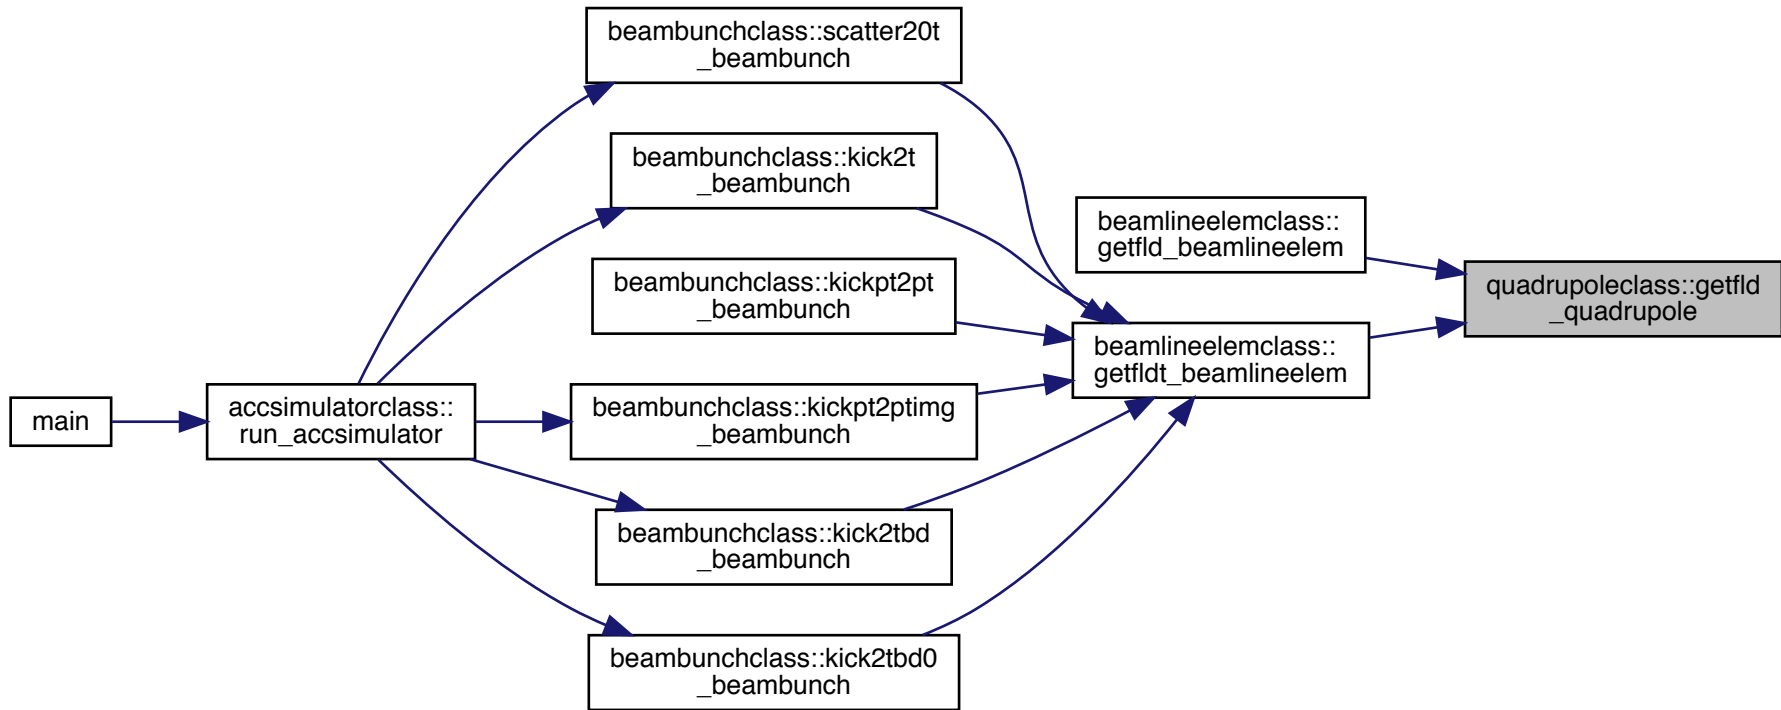 beambunchclass::scatter20t
_beambunch
beambunchclass::kick2t
_beambunch
beamlineelemclass::
getfld_beamlineelem
beambunchclass::kickpt2pt
_beambunch
quadrupoleclass::getfld
_quadrupole
beamlineelemclass::
getfldt_beamlineelem
main
accsimulatorclass::
run_accsimulator
beambunchclass::kickpt2ptimg
_beambunch
beambunchclass::kick2tbd
_beambunch
beambunchclass::kick2tbd0
_beambunch